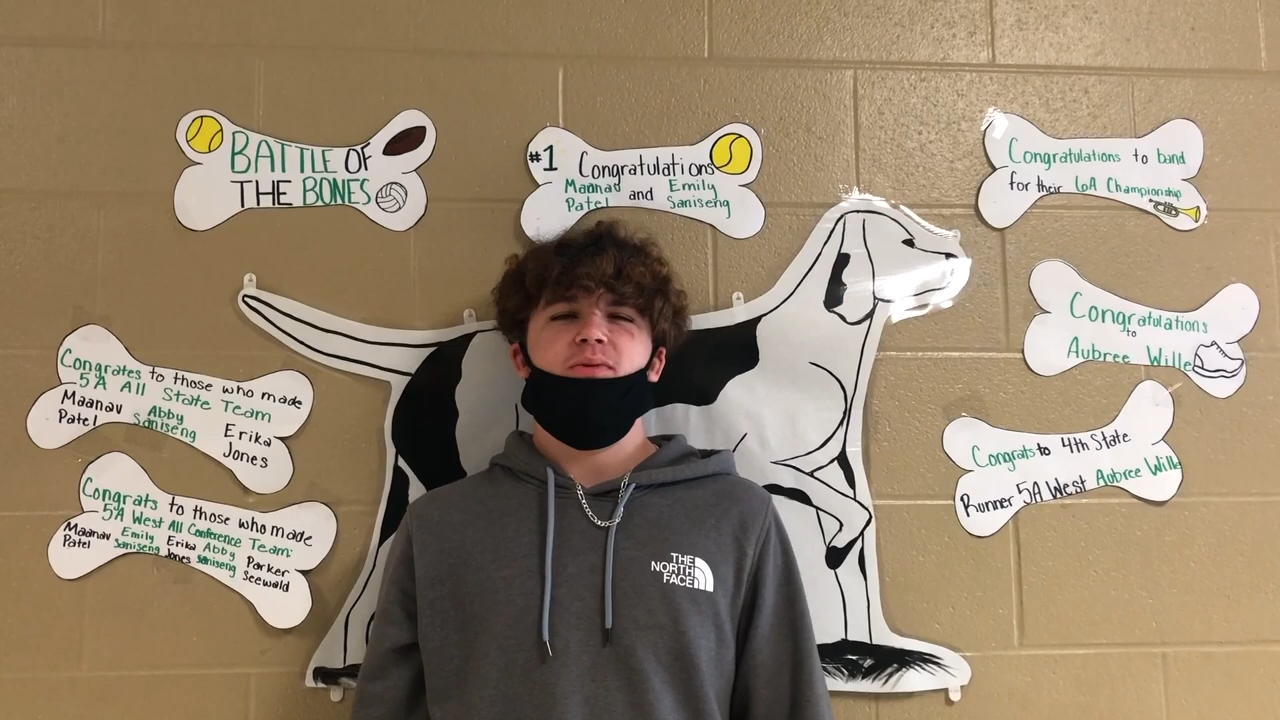 BATTLE OF
THE BONES
#1 Congratulations
Maanav and Emily
Patel Saniseng
Congratulations to band
for their 6A Championship
Congratulations
to
Aubree Wille
Congrates to those who made
5A All State Team
Maanav Abby Erika
Patel Saniseng Jones
Congrats to 4th State
Runner 5A West Aubree Wille
Congrats to those who made
5A West All Conference Team:
Maanav Emily Erika Abby Parker
Patel Saniseng Jones Saniseng Seewald
THE
NORTH
FACE